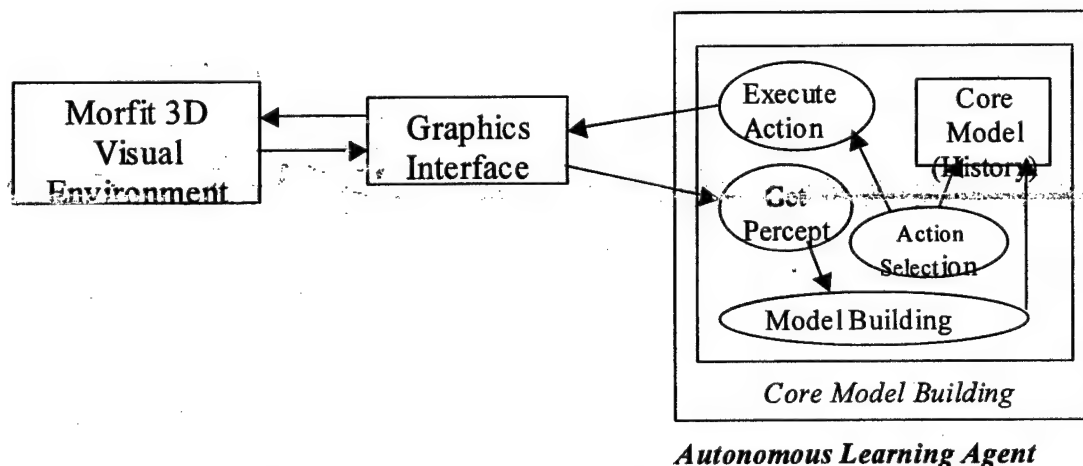 Morfit 3D
Visual
Environment
Graphics
Interface
Execute
Action
Core
Model
(History)
Get
Percept
Action
Selection
Model Building
Core Model Building
Autonomous Learning Agent